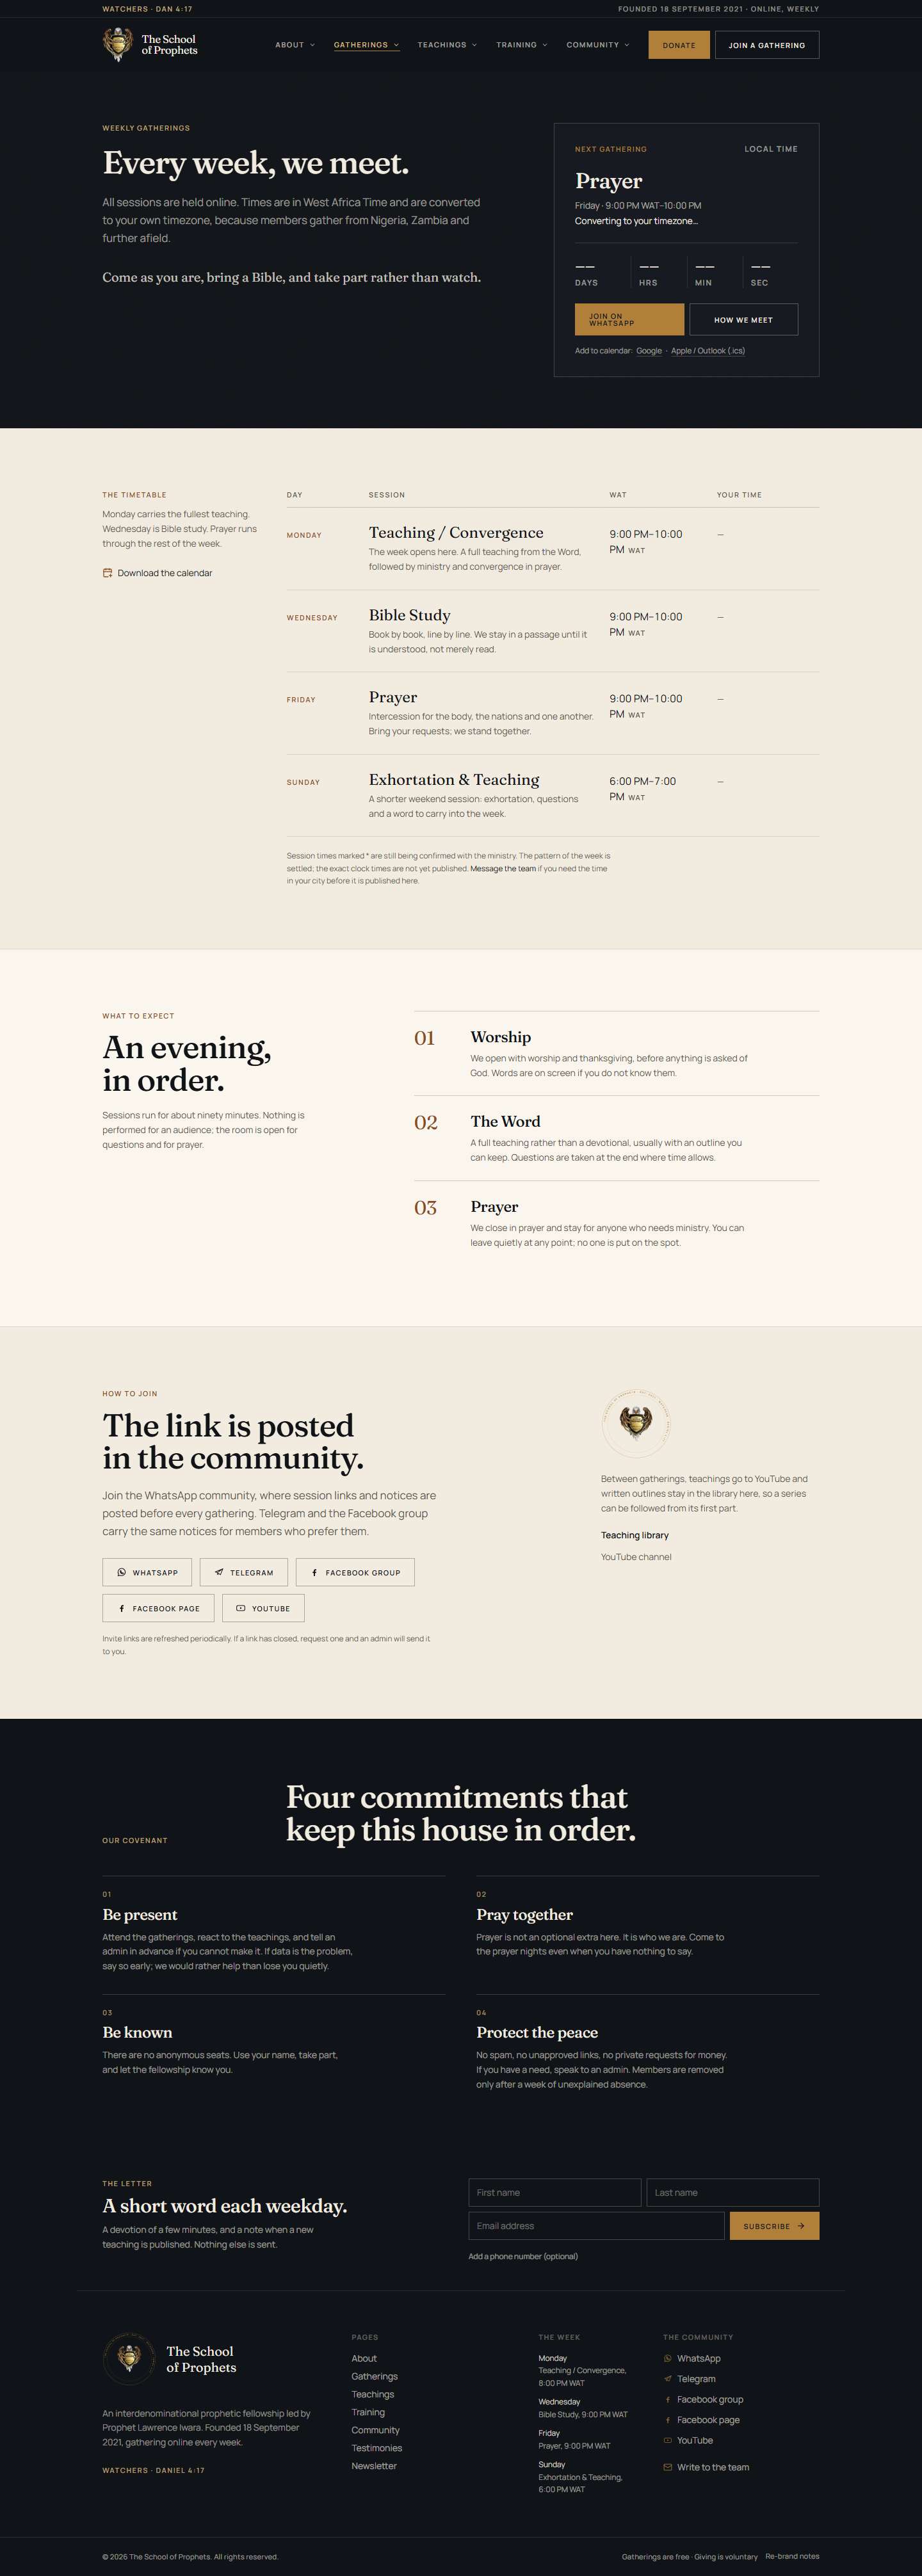 WATCHERS · DAN 4:17
FOUNDED 18 SEPTEMBER 2021 · ONLINE, WEEKLY
The School
of Prophets
ABOUT
GATHERINGS
TEACHINGS
TRAINING
COMMUNITY
DONATE
JOIN A GATHERING
WEEKLY GATHERINGS
Every week, we meet.
All sessions are held online. Times are in West Africa Time and are converted
to your own timezone, because members gather from Nigeria, Zambia and
further afield.
Come as you are, bring a Bible, and take part rather than watch.
NEXT GATHERING
LOCAL TIME
Prayer
Friday · 9:00 PM WAT–10:00 PM
Converting to your timezone…
—— —— —— ——
DAYS HRS MIN SEC
JOIN ON
WHATSAPP
HOW WE MEET
Add to calendar: Google · Apple / Outlook (.ics)
THE TIMETABLE
Monday carries the fullest teaching.
Wednesday is Bible study. Prayer runs
through the rest of the week.
Download the calendar
DAY SESSION WAT YOUR TIME
MONDAY
Teaching / Convergence
The week opens here. A full teaching from the Word,
followed by ministry and convergence in prayer.
9:00 PM–10:00
PM WAT
—
WEDNESDAY
Bible Study
Book by book, line by line. We stay in a passage until it
is understood, not merely read.
9:00 PM–10:00
PM WAT
—
FRIDAY
Prayer
Intercession for the body, the nations and one another.
Bring your requests; we stand together.
9:00 PM–10:00
PM WAT
—
SUNDAY
Exhortation & Teaching
A shorter weekend session: exhortation, questions
and a word to carry into the week.
6:00 PM–7:00
PM WAT
—
Session times marked * are still being confirmed with the ministry. The pattern of the week is
settled; the exact clock times are not yet published. Message the team if you need the time
in your city before it is published here.
WHAT TO EXPECT
An evening,
in order.
Sessions run for about ninety minutes. Nothing is
performed for an audience; the room is open for
questions and for prayer.
01
Worship
We open with worship and thanksgiving, before anything is asked of
God. Words are on screen if you do not know them.
02
The Word
A full teaching rather than a devotional, usually with an outline you
can keep. Questions are taken at the end where time allows.
03
Prayer
We close in prayer and stay for anyone who needs ministry. You can
leave quietly at any point; no one is put on the spot.
HOW TO JOIN
The link is posted
in the community.
Join the WhatsApp community, where session links and notices are
posted before every gathering. Telegram and the Facebook group
carry the same notices for members who prefer them.
WHATSAPP
TELEGRAM
FACEBOOK GROUP
FACEBOOK PAGE
YOUTUBE
Invite links are refreshed periodically. If a link has closed, request one and an admin will send it
to you.
Between gatherings, teachings go to YouTube and
written outlines stay in the library here, so a series
can be followed from its first part.
Teaching library
YouTube channel
OUR COVENANT
Four commitments that
keep this house in order.
01
Be present
Attend the gatherings, react to the teachings, and tell an
admin in advance if you cannot make it. If data is the problem,
say so early; we would rather help than lose you quietly.
02
Pray together
Prayer is not an optional extra here. It is who we are. Come to
the prayer nights even when you have nothing to say.
03
Be known
There are no anonymous seats. Use your name, take part,
and let the fellowship know you.
04
Protect the peace
No spam, no unapproved links, no private requests for money.
If you have a need, speak to an admin. Members are removed
only after a week of unexplained absence.
THE LETTER
A short word each weekday.
A devotion of a few minutes, and a note when a new
teaching is published. Nothing else is sent.
First name
Last name
Email address
SUBSCRIBE
Add a phone number (optional)
The School
of Prophets
An interdenominational prophetic fellowship led by
Prophet Lawrence Iwara. Founded 18 September
2021, gathering online every week.
WATCHERS · DANIEL 4:17
PAGES
About
Gatherings
Teachings
Training
Community
Testimonies
Newsletter
THE WEEK
Monday
Teaching / Convergence,
8:00 PM WAT
Wednesday
Bible Study, 9:00 PM WAT
Friday
Prayer, 9:00 PM WAT
Sunday
Exhortation & Teaching,
6:00 PM WAT
THE COMMUNITY
WhatsApp
Telegram
Facebook group
Facebook page
YouTube
Write to the team
© 2026 The School of Prophets. All rights reserved.
Gatherings are free · Giving is voluntary
Re-brand notes